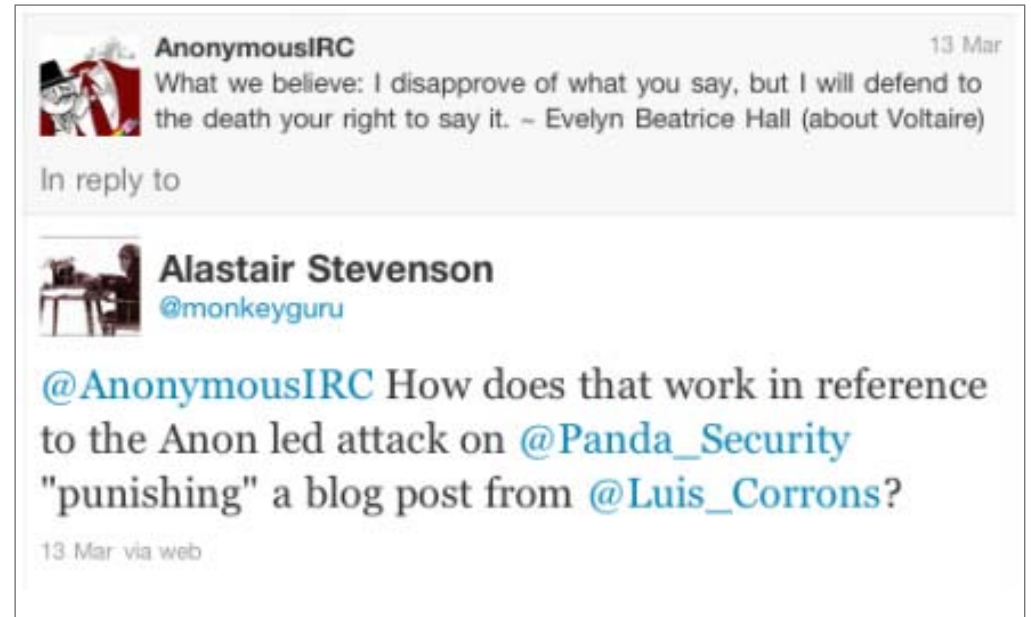 AnonymousIRC
13 Mar
What we believe: I disapprove of what you say, but I will defend to
the death your right to say it. ~ Evelyn Beatrice Hall (about Voltaire)
In reply to
Alastair Stevenson
@monkeyguru
@AnonymousIRC How does that work in reference
to the Anon led attack on @Panda_Security
"punishing" a blog post from @Luis_Corrons?
13 Mar via web